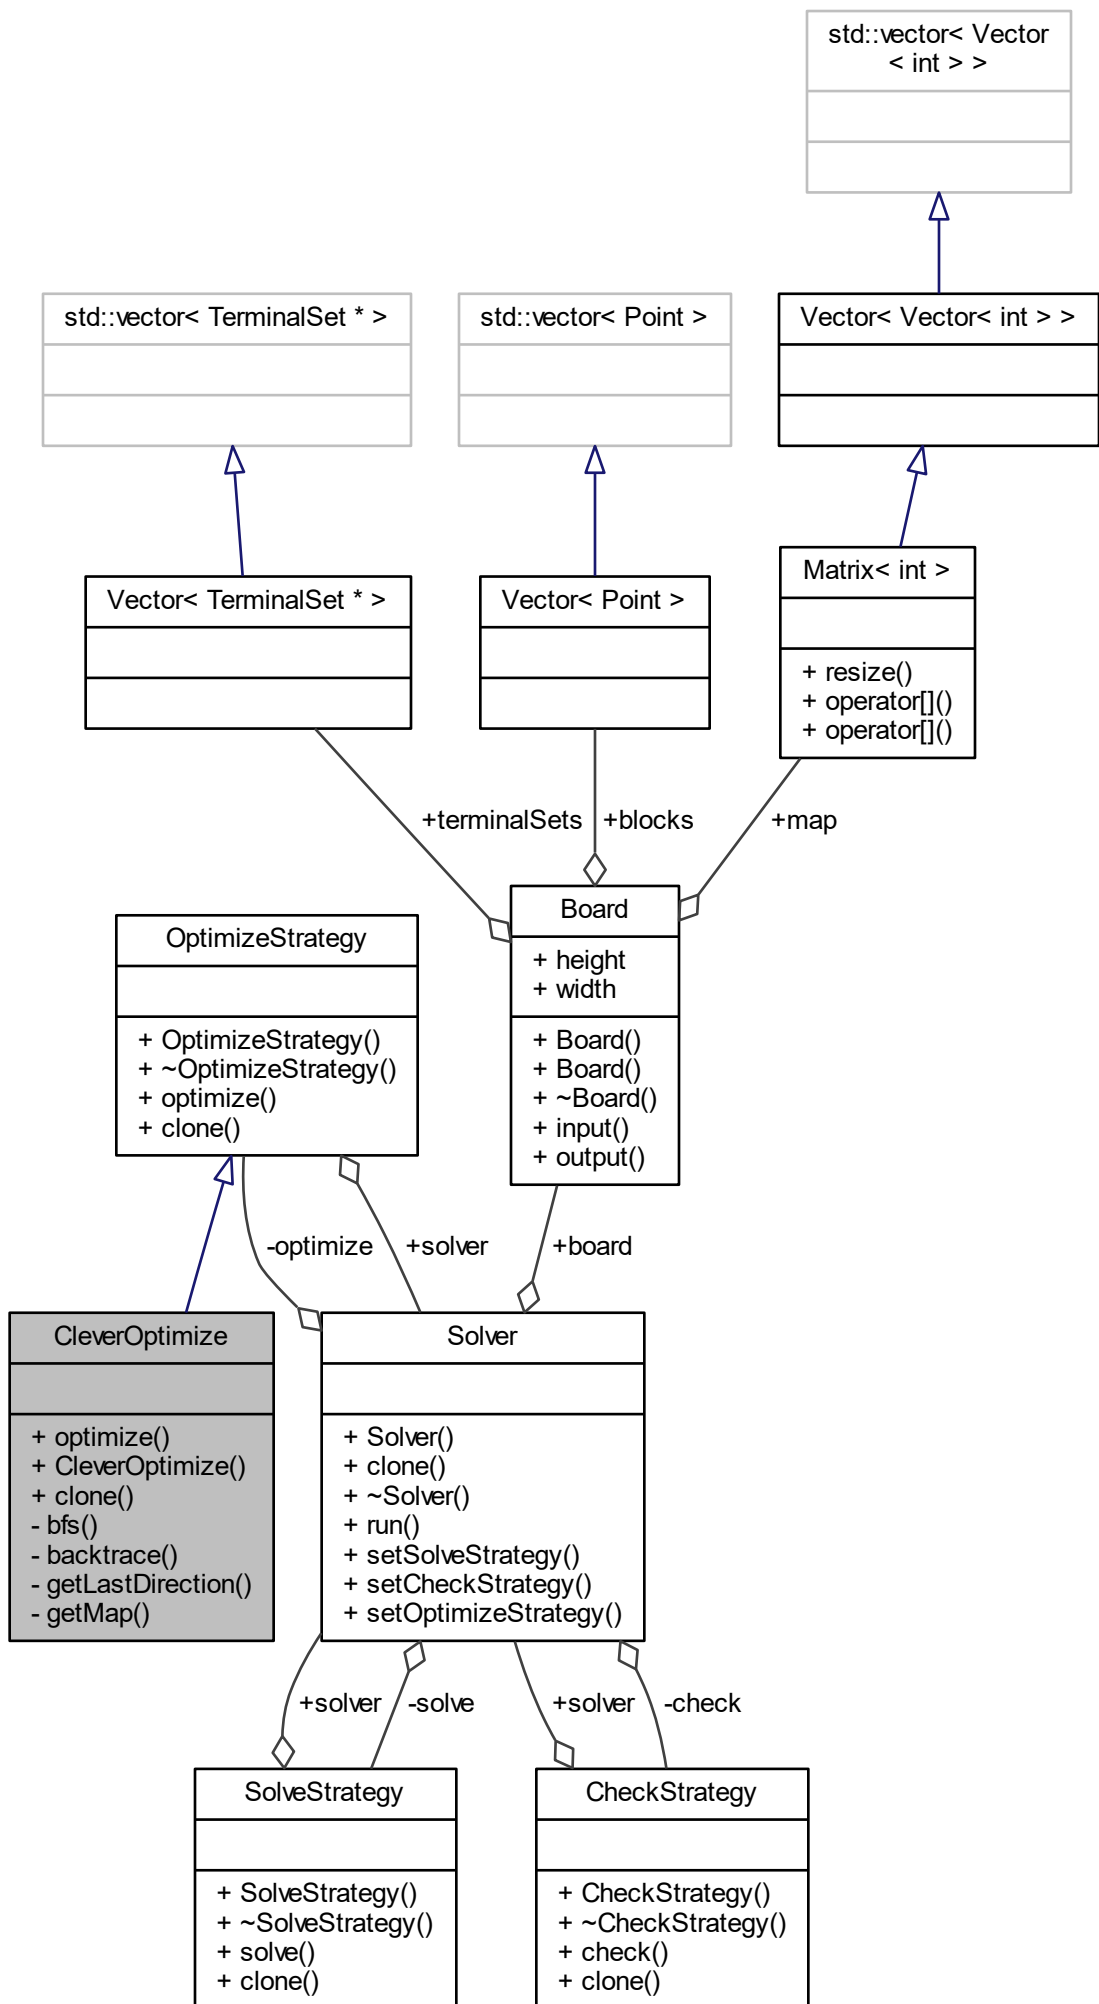 std::vector< Vector
< int > >
std::vector< TerminalSet * >
std::vector< Point >
Vector< Vector< int > >
Vector< TerminalSet * >
Vector< Point >
Matrix< int >
+ resize()
+ operator[]()
+ operator[]()
+terminalSets
+blocks
+map
Board
+ height
+ width
+ Board()
+ Board()
+ ~Board()
+ input()
+ output()
OptimizeStrategy
+ OptimizeStrategy()
+ ~OptimizeStrategy()
+ optimize()
+ clone()
-optimize
+solver
+board
CleverOptimize
+ optimize()
+ CleverOptimize()
+ clone()
- bfs()
- backtrace()
- getLastDirection()
- getMap()
Solver
+ Solver()
+ clone()
+ ~Solver()
+ run()
+ setSolveStrategy()
+ setCheckStrategy()
+ setOptimizeStrategy()
+solver
-solve
+solver
-check
SolveStrategy
+ SolveStrategy()
+ ~SolveStrategy()
+ solve()
+ clone()
CheckStrategy
+ CheckStrategy()
+ ~CheckStrategy()
+ check()
+ clone()